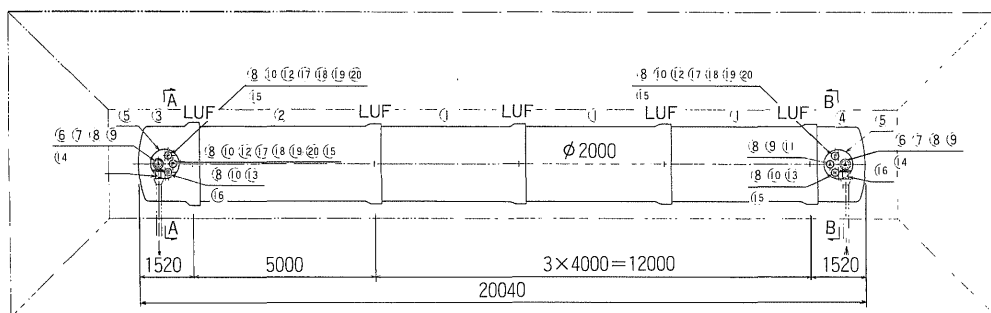 ⑧ ⑩ ⑫ ⑰ ⑱ ⑲ ⑳
⑮
⑧ ⑩ ⑫ ⑰ ⑱ ⑲ ⑳
⑮
A
B
⑤ ③ LUF ② LUF ① LUF ① LUF ① LUF ④ ⑤
⑥ ⑦ ⑧ ⑨
⑭
⑥ ⑦ ⑧ ⑨
⑭
⑧ ⑩ ⑫ ⑰ ⑱ ⑲ ⑳ ⑮
⑧ ⑩ ⑬
⑯
φ2000
⑧ ⑨ ⑪
⑧ ⑩ ⑬
⑮
⑯
A
B
1520
5000
3×4000=12000
1520
20040